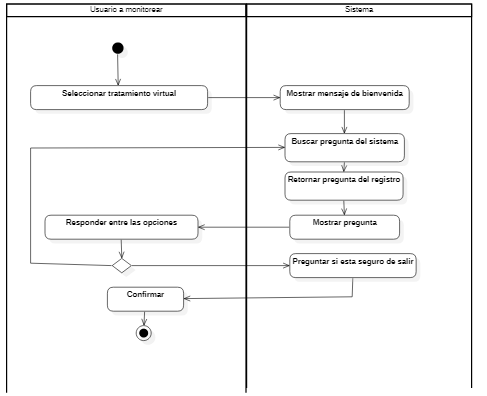 Usuario a monitorear
Sistema
Seleccionar tratamiento virtual
Mostrar mensaje de bienvenida
Buscar pregunta del sistema
Retornar pregunta del registro
Responder entre las opciones
Mostrar pregunta
Preguntar si esta seguro de salir
Confirmar